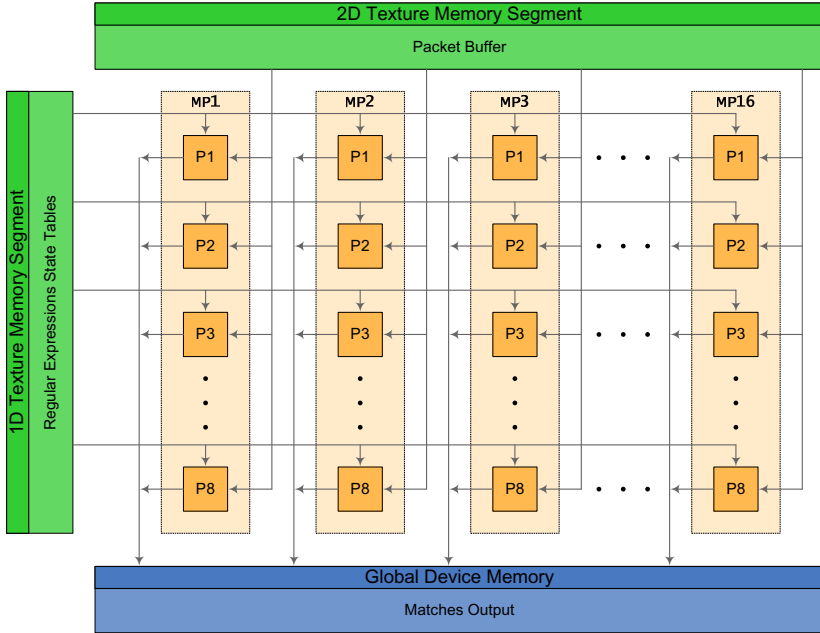 2D Texture Memory Segment
Packet Buffer
1D Texture Memory Segment
Regular Expressions State Tables
MP1 MP2 MP3 MP16
P1 P1 P1 P1
P2 P2 P2 P2
P3 P3 P3 P3
P8 P8 P8 P8
Global Device Memory
Matches Output